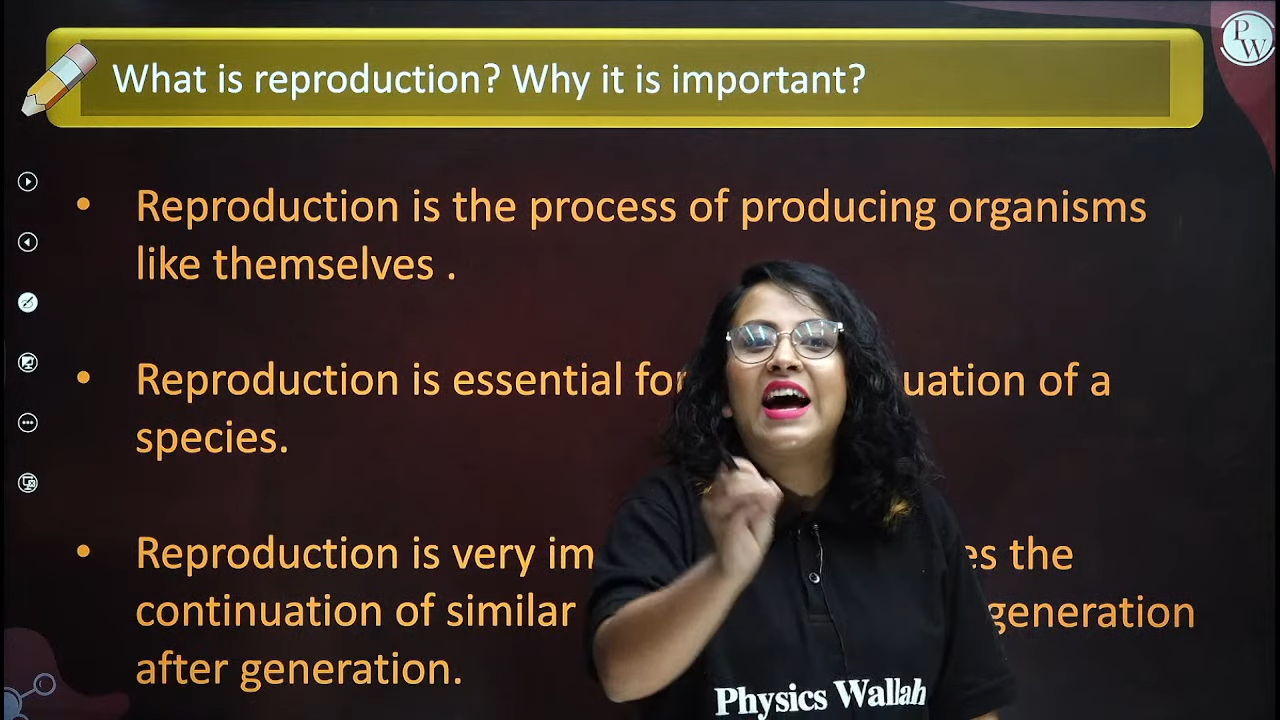 What is reproduction? Why it is important?
PW
• Reproduction is the process of producing organisms
like themselves .
• Reproduction is essential for uation of a
species.
• Reproduction is very im es the
continuation of similar generation
after generation.
Physics Wallah